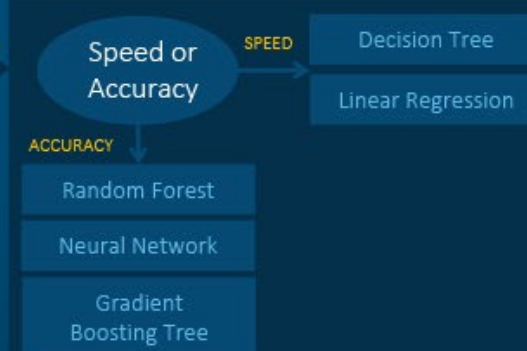 Speed or
Accuracy
SPEED
Decision Tree
Linear Regression
ACCURACY
Random Forest
Neural Network
Gradient
Boosting Tree